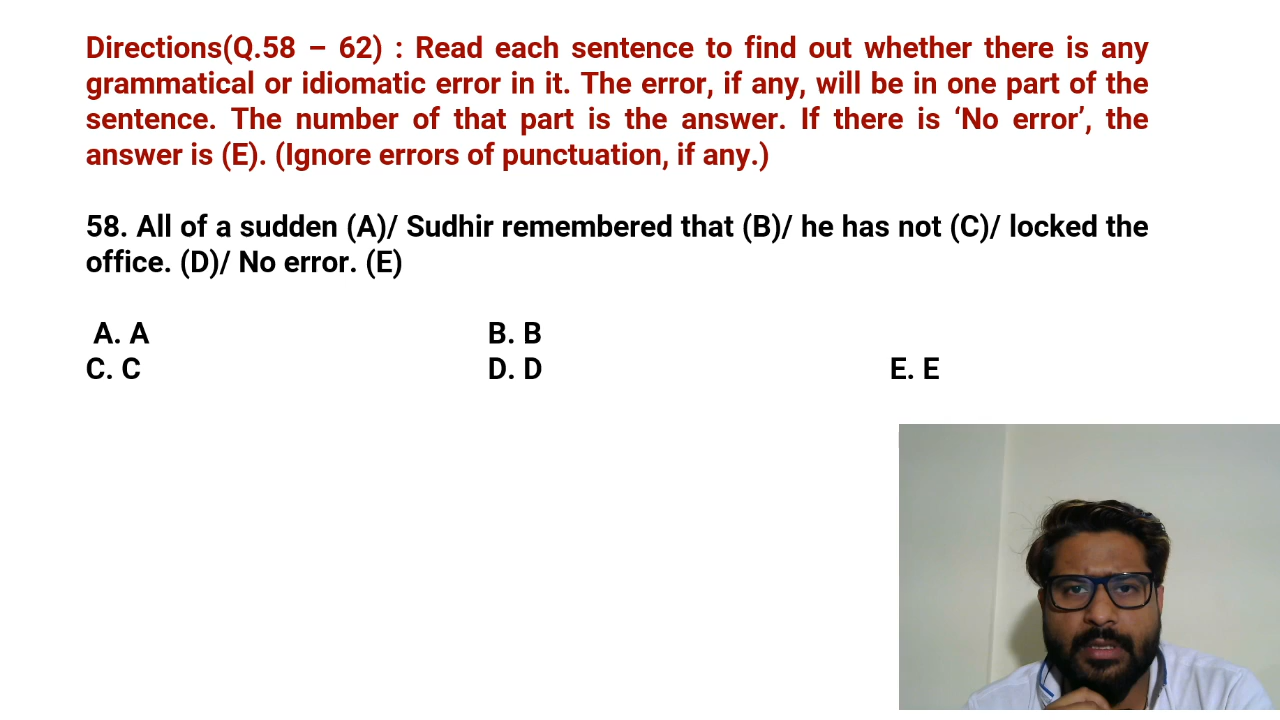 Directions(Q.58 – 62) : Read each sentence to find out whether there is any
grammatical or idiomatic error in it. The error, if any, will be in one part of the
sentence. The number of that part is the answer. If there is ‘No error’, the
answer is (E). (Ignore errors of punctuation, if any.)
58. All of a sudden (A)/ Sudhir remembered that (B)/ he has not (C)/ locked the
office. (D)/ No error. (E)
A. A B. B
C. C D. D E. E